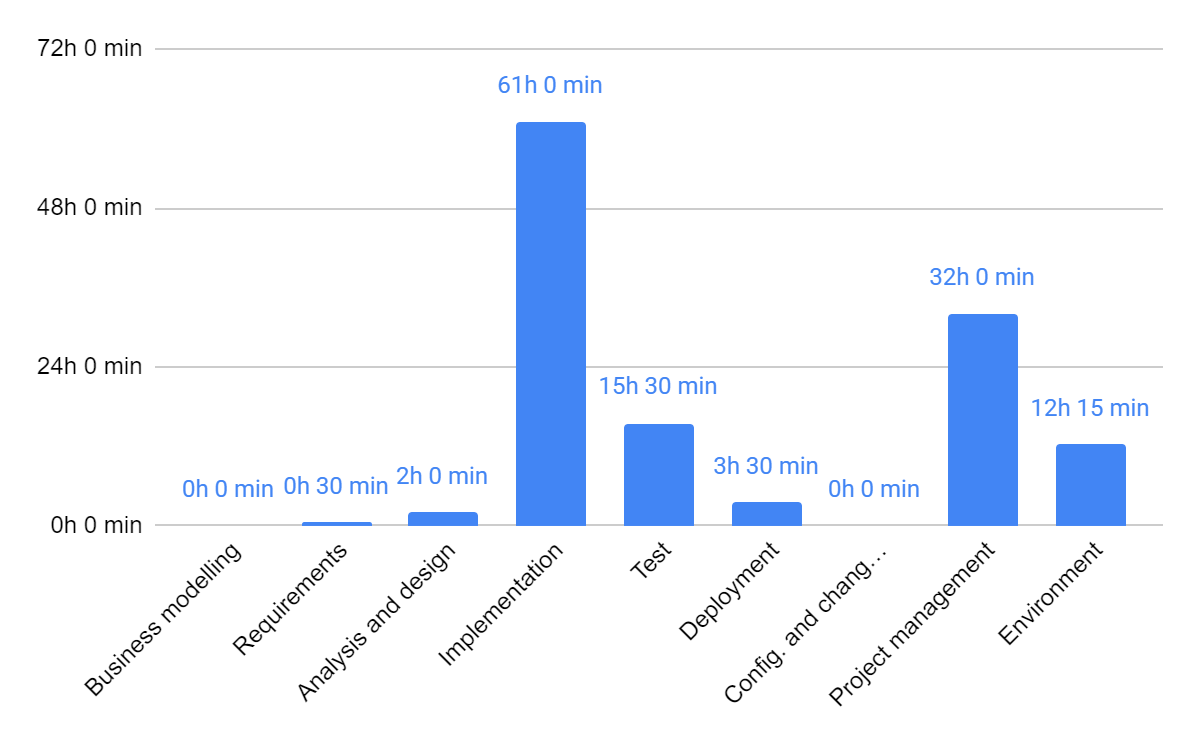 72h 0 min
48h 0 min
24h 0 min
0h 0 min
0h 0 min
0h 30 min
2h 0 min
61h 0 min
15h 30 min
3h 30 min
0h 0 min
32h 0 min
12h 15 min
Business modelling
Requirements
Analysis and design
Implementation
Test
Deployment
Config. and chang...
Project management
Environment